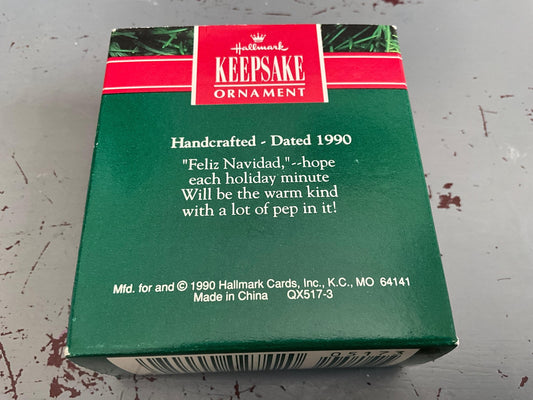 Hallmark
KEEPSAKE
ORNAMENT
Handcrafted - Dated 1990
"Feliz Navidad,"--hope
each holiday minute
Will be the warm kind
with a lot of pep in it!
Mfd. for and © 1990 Hallmark Cards, Inc., K.C., MO 64141
Made in China QX517-3